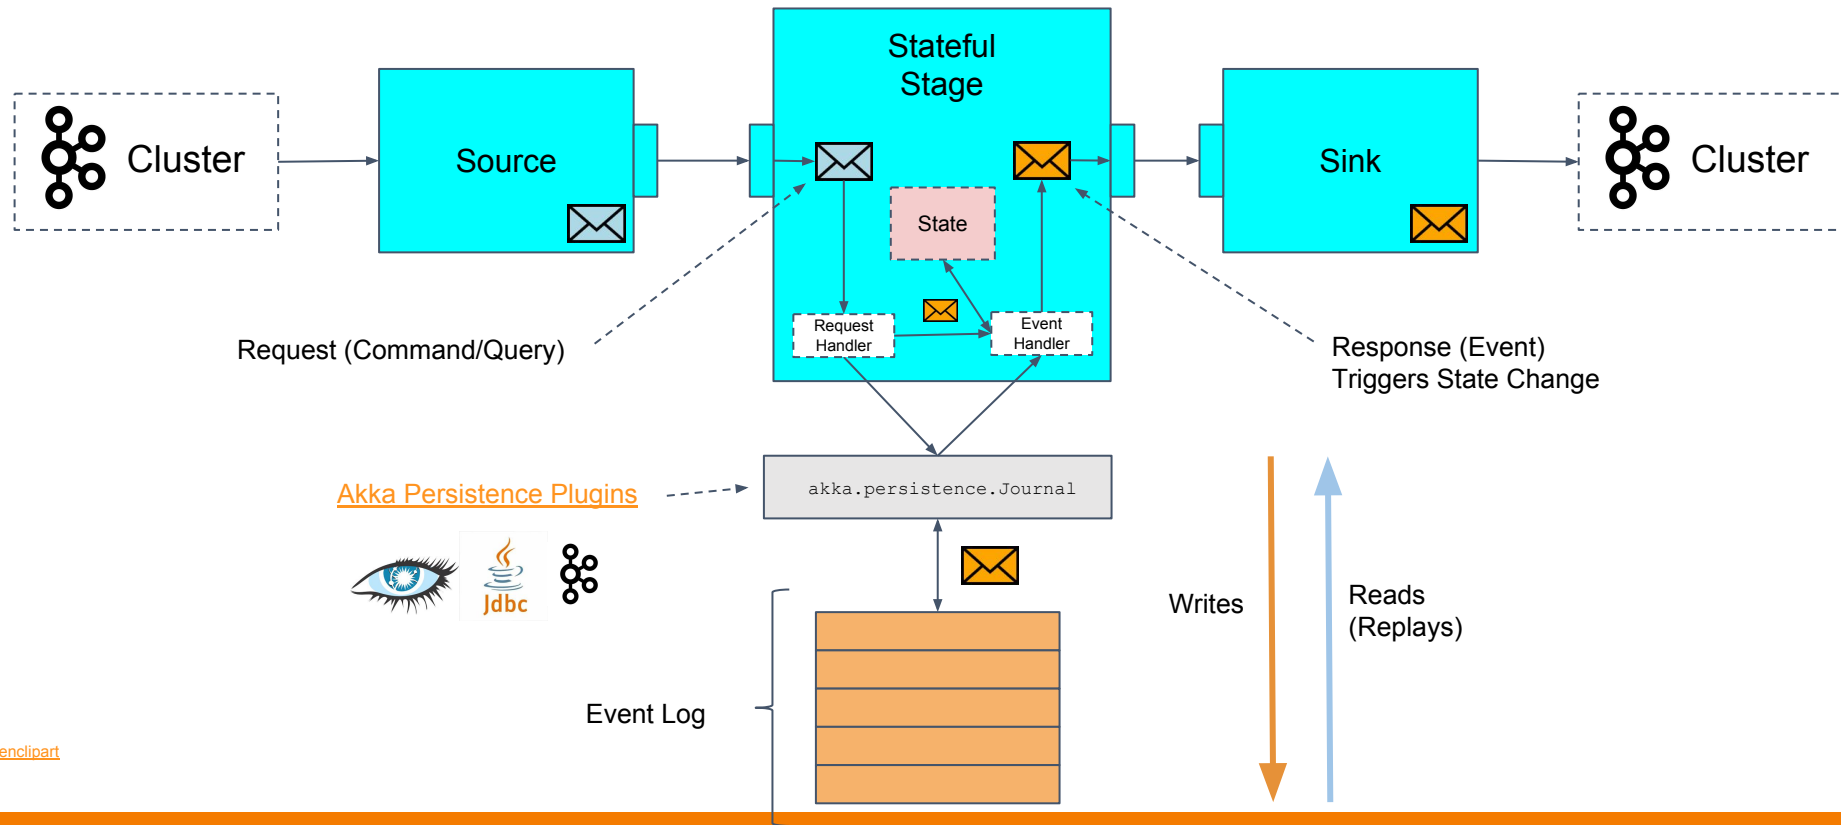 Stateful
Stage
Cluster
Source
Sink
Cluster
State
Request
Handler
Event
Handler
Request (Command/Query)
Response (Event)
Triggers State Change
Akka Persistence Plugins
akka.persistence.Journal
Jdbc
Writes
Reads
(Replays)
Event Log
enclipart